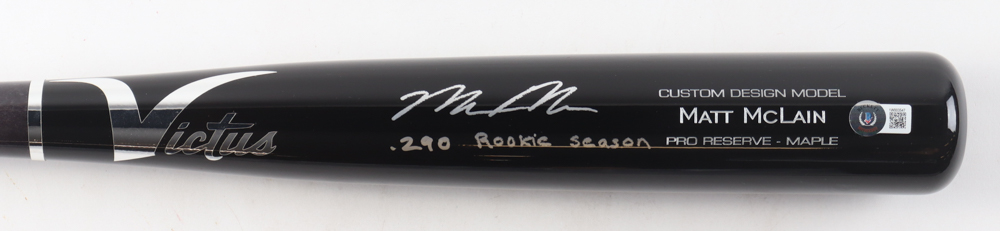 Victus
.290 Rookie Season
CUSTOM DESIGN MODEL
MATT MCLAIN
PRO RESERVE - MAPLE